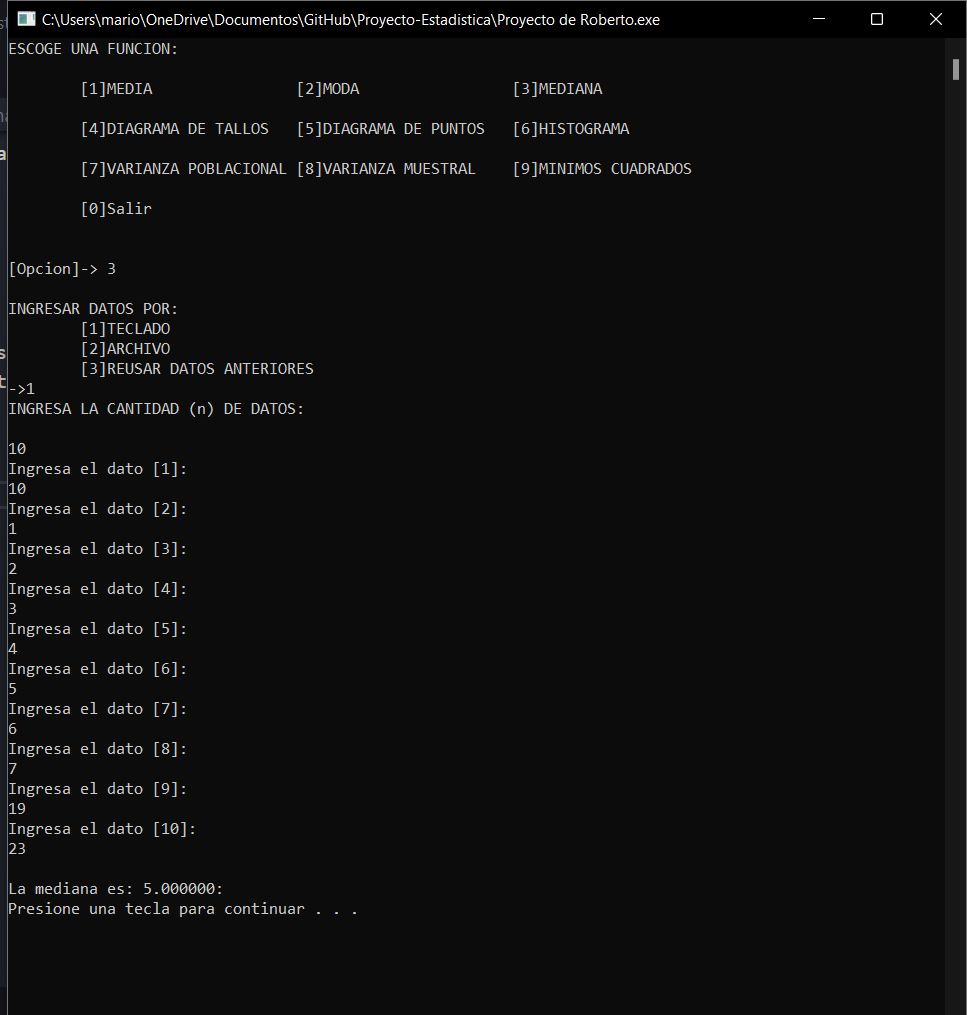 C:\Users\mario\OneDrive\Documentos\GitHub\Proyecto-Estadistica\Proyecto de Roberto.exe
ESCOGE UNA FUNCION:
[1]MEDIA [2]MODA [3]MEDIANA
[4]DIAGRAMA DE TALLOS [5]DIAGRAMA DE PUNTOS [6]HISTOGRAMA
[7]VARIANZA POBLACIONAL [8]VARIANZA MUESTRAL [9]MINIMOS CUADRADOS
[0]Salir
[Opcion]-> 3
INGRESAR DATOS POR:
[1]TECLADO
[2]ARCHIVO
[3]REUSAR DATOS ANTERIORES
->1
INGRESA LA CANTIDAD (n) DE DATOS:
10
Ingresa el dato [1]:
10
Ingresa el dato [2]:
1
Ingresa el dato [3]:
2
Ingresa el dato [4]:
3
Ingresa el dato [5]:
4
Ingresa el dato [6]:
5
Ingresa el dato [7]:
6
Ingresa el dato [8]:
7
Ingresa el dato [9]:
19
Ingresa el dato [10]:
23
La mediana es: 5.000000:
Presione una tecla para continuar . . .